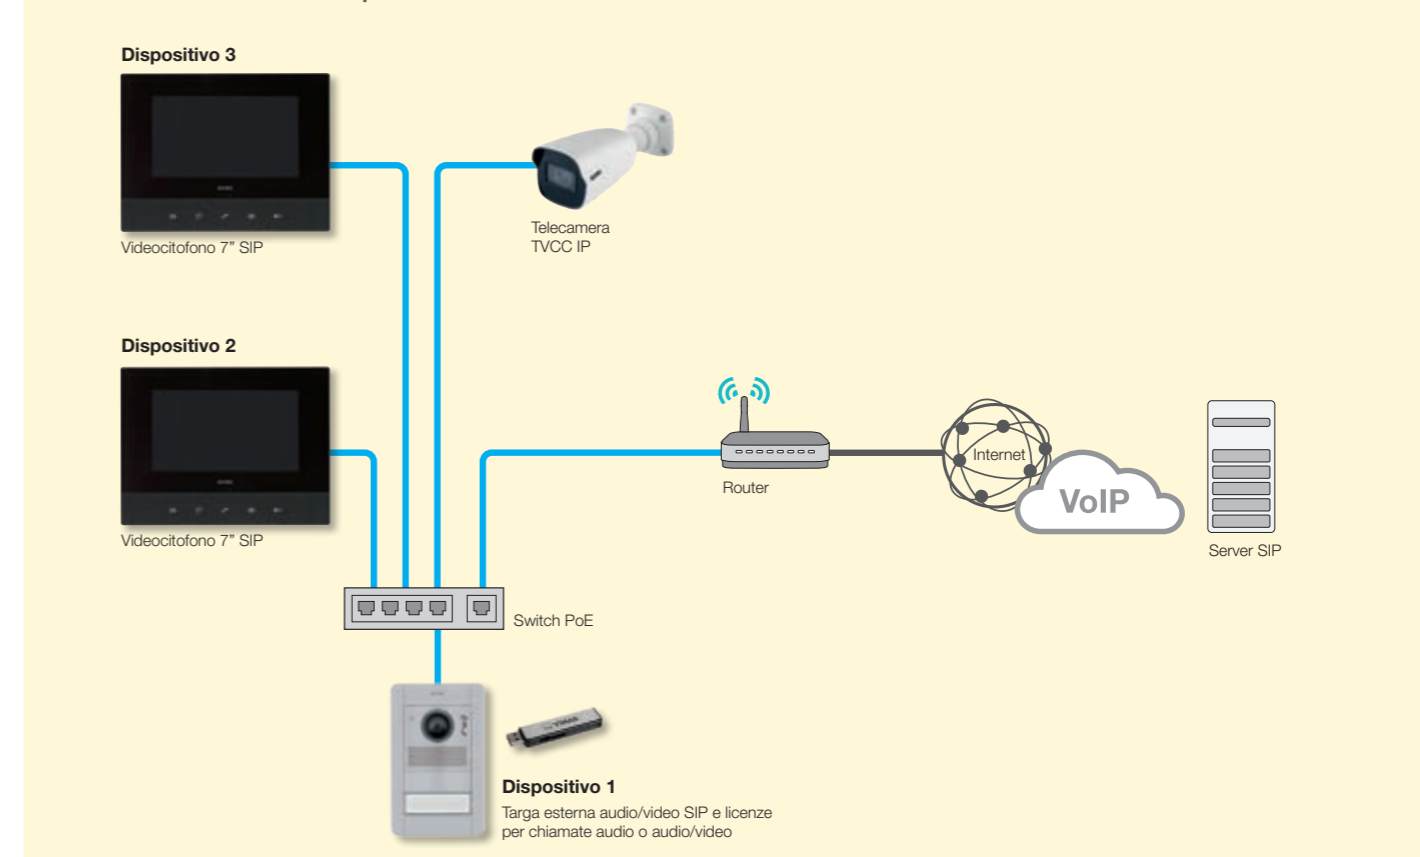 Dispositivo 3
Videocitofono 7” SIP
Telecamera
TVCC IP
Dispositivo 2
Videocitofono 7” SIP
Router
Internet
VoIP
Server SIP
Switch PoE
Dispositivo 1
Targa esterna audio/video SIP e licenze
per chiamate audio o audio/video